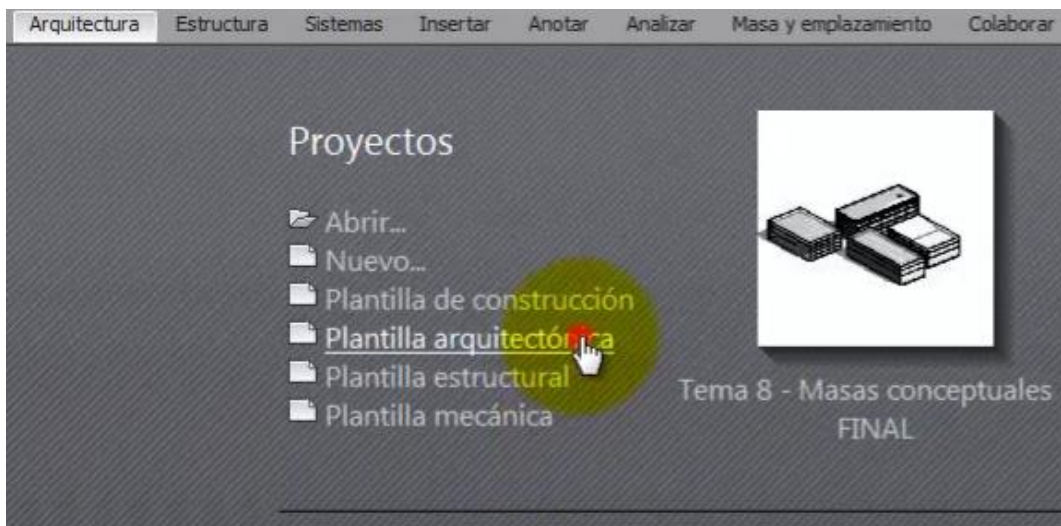 Arquitectura Estructura Sistemas Insertar Anotar Analizar Masa y emplazamiento Colaborar
Proyectos
Abrir...
Nuevo...
Plantilla de construcción
Plantilla arquitectónica
Plantilla estructural
Plantilla mecánica
Tema 8 - Masas conceptuales
FINAL